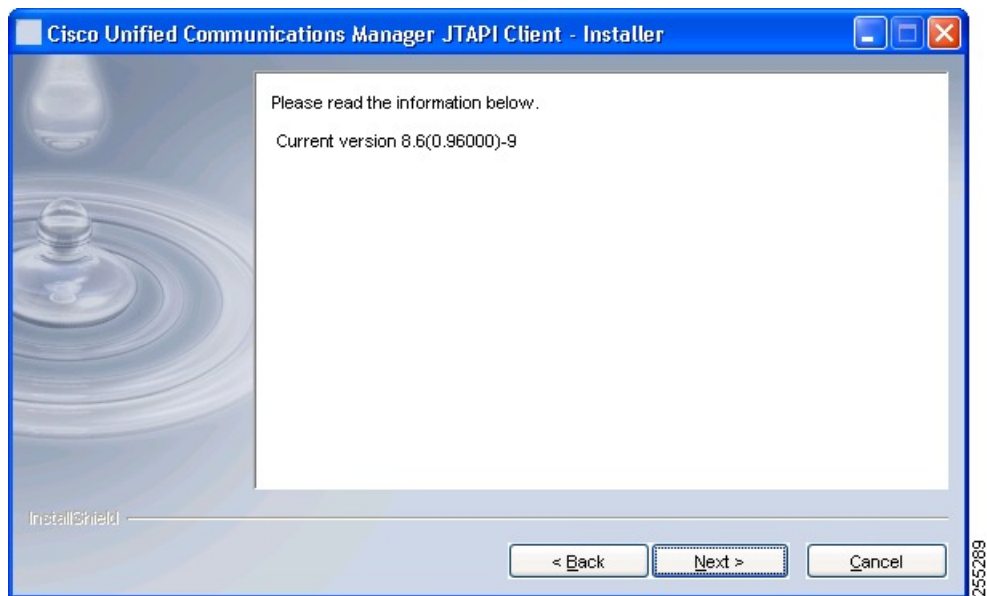 Cisco Unified Communications Manager JTAPI Client - Installer
Please read the information below.
Current version 8.6(0.96000)-9
InstallShield
< Back
Next >
Cancel
255289